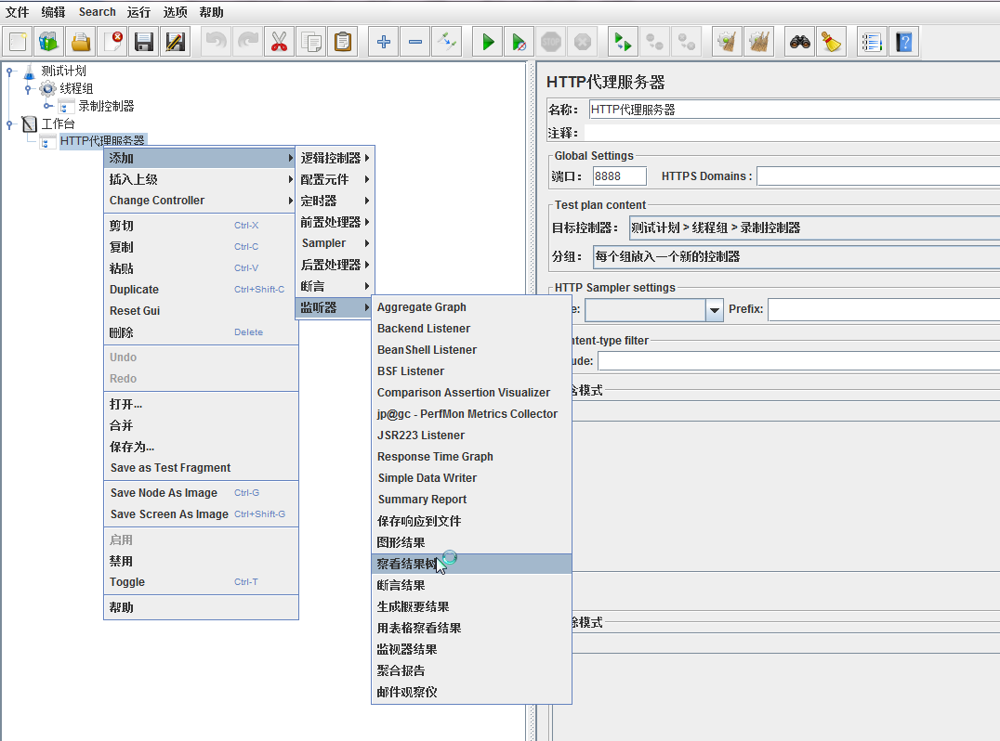 文件 编辑 Search 运行 选项 帮助
STOP
测试计划
线程组
录制控制器
工作台
HTTP代理服务器
添加
插入上级
Change Controller
剪切 Ctrl-X
复制 Ctrl-C
粘贴 Ctrl-V
Duplicate Ctrl+Shift-C
Reset Gui
删除 Delete
Undo
Redo
打开...
合并
保存为...
Save as Test Fragment
Save Node As Image Ctrl-G
Save Screen As Image Ctrl+Shift-G
启用
禁用
Toggle Ctrl-T
帮助
逻辑控制器
配置元件
定时器
前置处理器
Sampler
后置处理器
断言
监听器
Aggregate Graph
Backend Listener
BeanShell Listener
BSF Listener
Comparison Assertion Visualizer
jp@gc - PerfMon Metrics Collector
JSR223 Listener
Response Time Graph
Simple Data Writer
Summary Report
保存响应到文件
图形结果
察看结果树
断言结果
生成概要结果
用表格察看结果
监视器结果
聚合报告
邮件观察仪
HTTP代理服务器
名称： HTTP代理服务器
注释：
Global Settings
端口： 8888 HTTPS Domains :
Test plan content
目标控制器： 测试计划 > 线程组 > 录制控制器
分组： 每个组放入一个新的控制器
HTTP Sampler settings
e: Prefix:
ntent-type filter
ude:
含模式
除模式